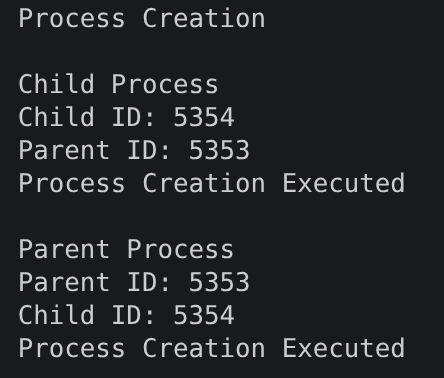 Process Creation
Child Process
Child ID: 5354
Parent ID: 5353
Process Creation Executed
Parent Process
Parent ID: 5353
Child ID: 5354
Process Creation Executed